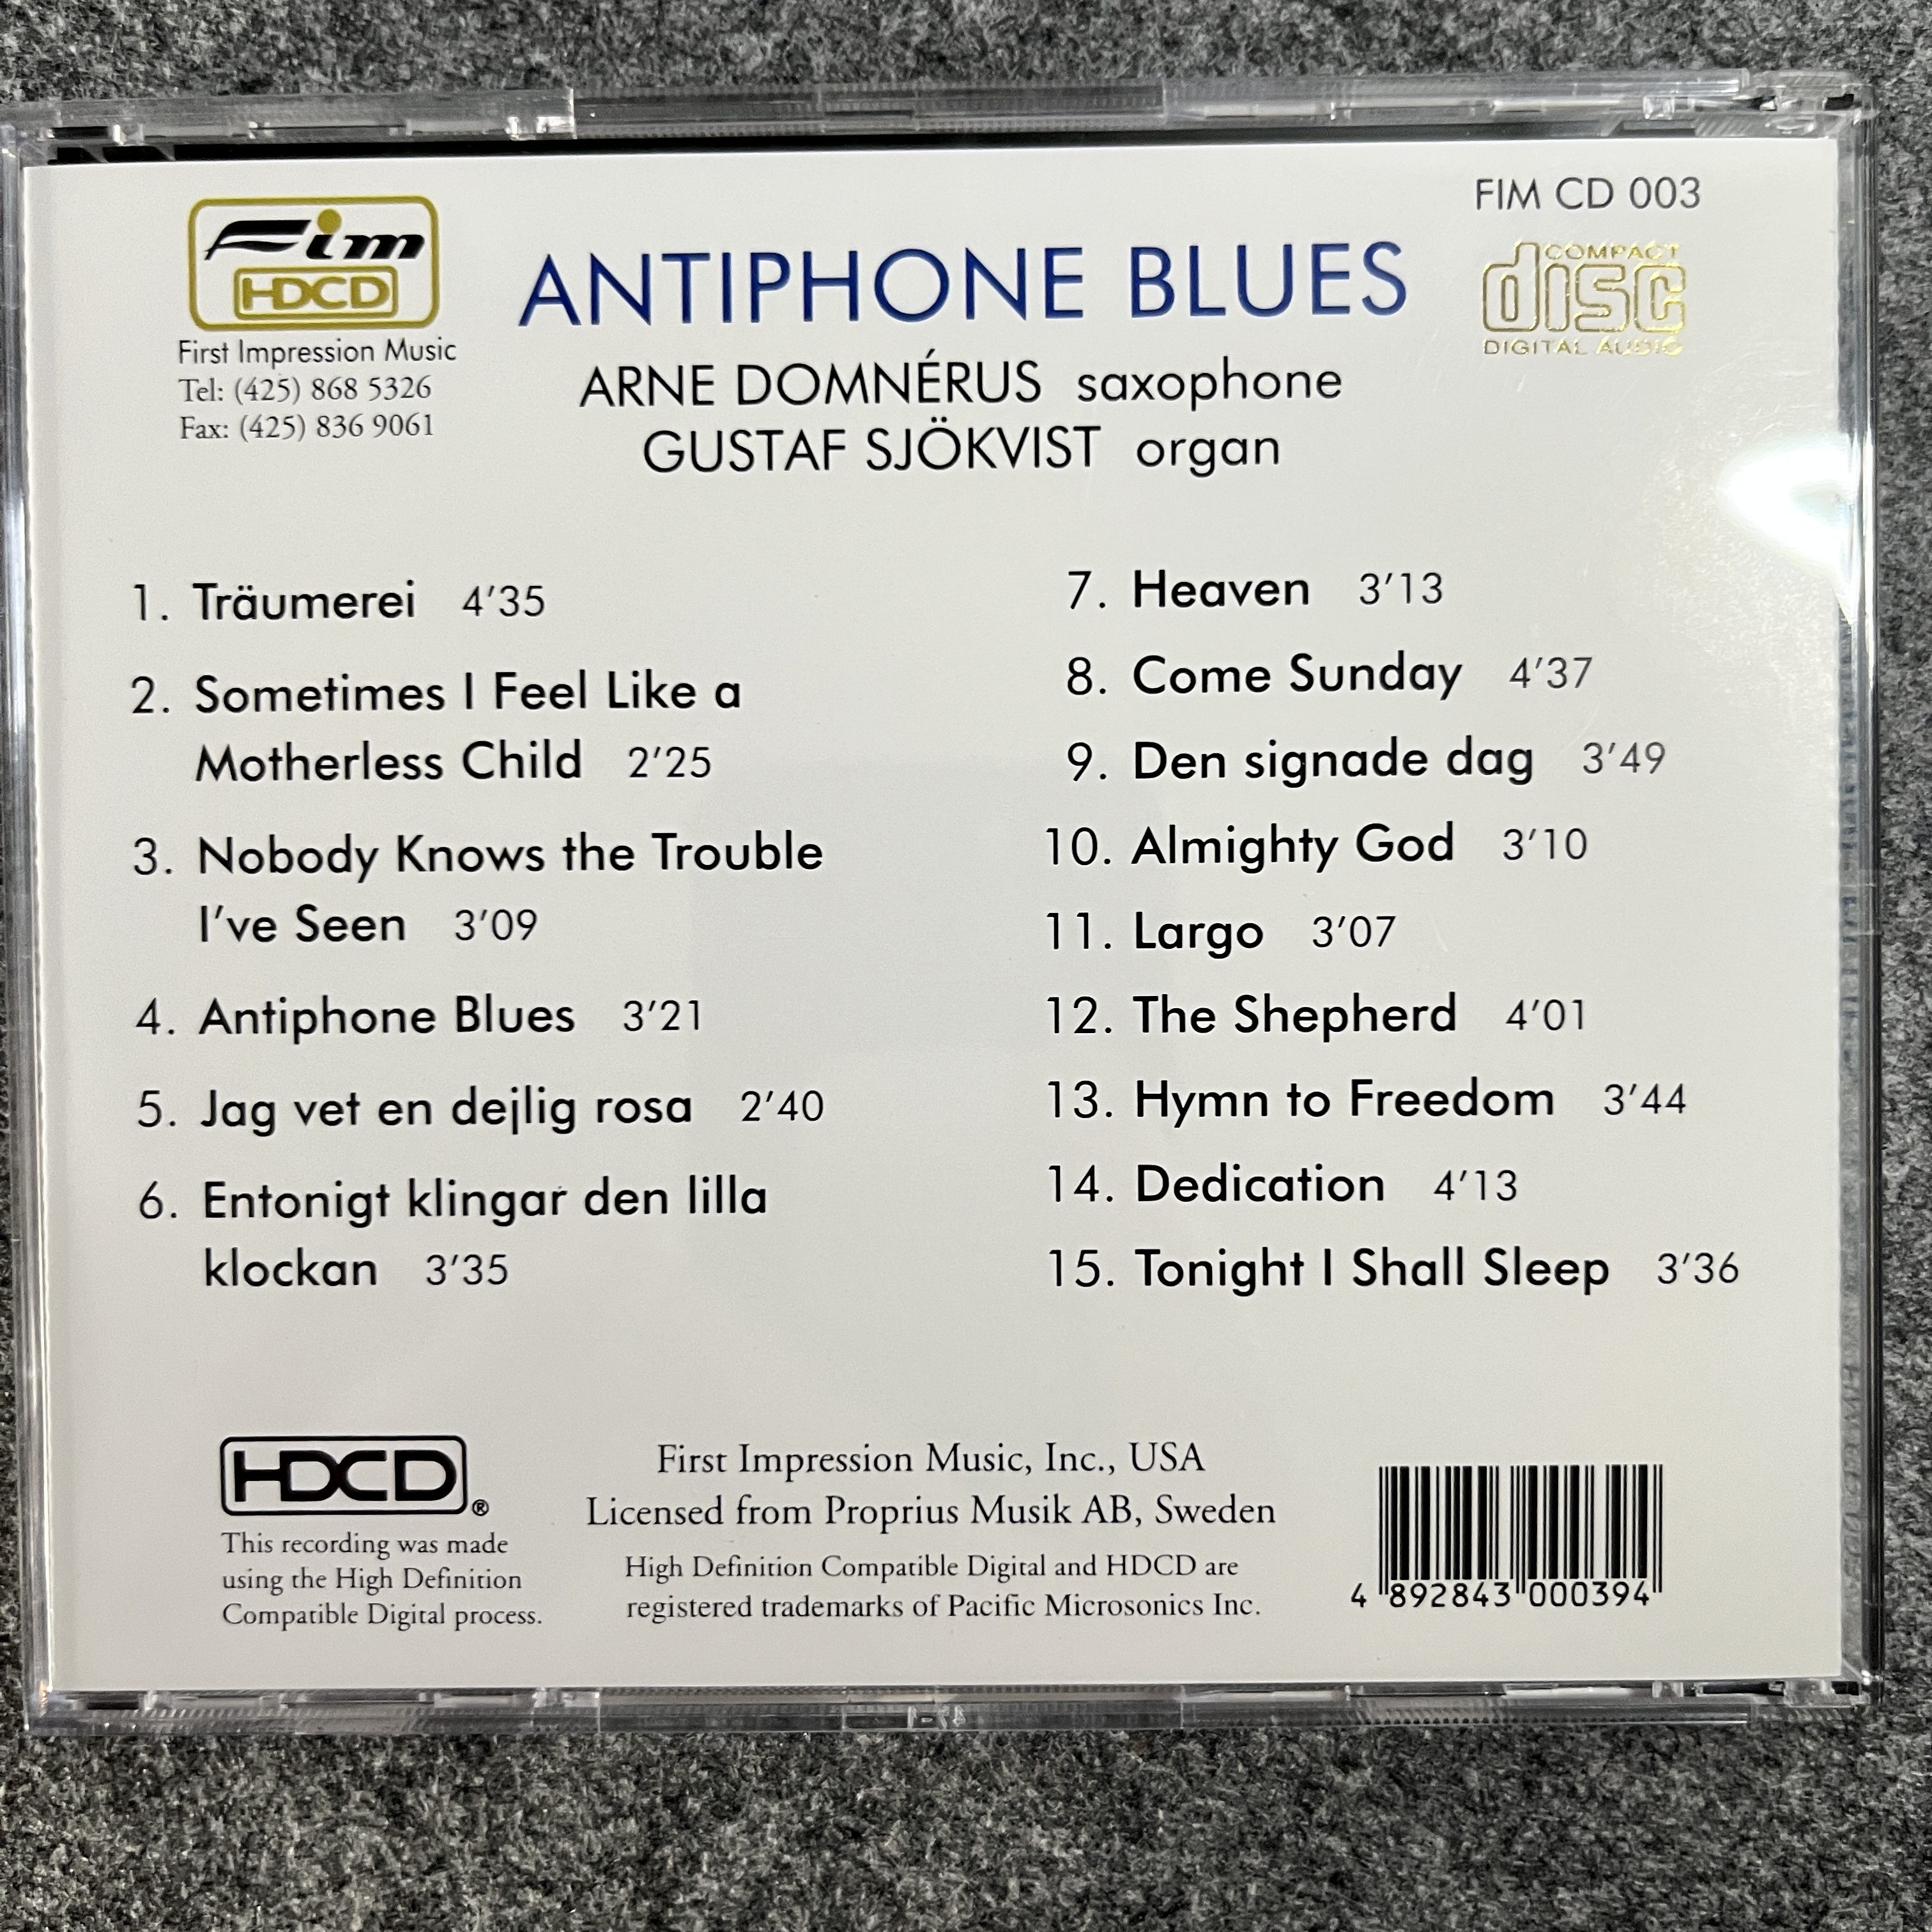 Fim
HDCD
First Impression Music
Tel: (425) 868 5326
Fax: (425) 836 9061
ANTIPHONE BLUES
ARNE DOMNÉRUS saxophone
GUSTAF SJÖKVIST organ
FIM CD 003
COMPACT
disc
DIGITAL AUDIO
1. Träumerei 4'35
2. Sometimes I Feel Like a
Motherless Child 2'25
3. Nobody Knows the Trouble
I've Seen 3'09
4. Antiphone Blues 3'21
5. Jag vet en dejlig rosa 2'40
6. Entonigt klingar den lilla
klockan 3'35
7. Heaven 3'13
8. Come Sunday 4'37
9. Den signade dag 3'49
10. Almighty God 3'10
11. Largo 3'07
12. The Shepherd 4'01
13. Hymn to Freedom 3'44
14. Dedication 4'13
15. Tonight I Shall Sleep 3'36
HDCD®
This recording was made
using the High Definition
Compatible Digital process.
First Impression Music, Inc., USA
Licensed from Proprius Musik AB, Sweden
High Definition Compatible Digital and HDCD are
registered trademarks of Pacific Microsonics Inc.
4 892843 000394